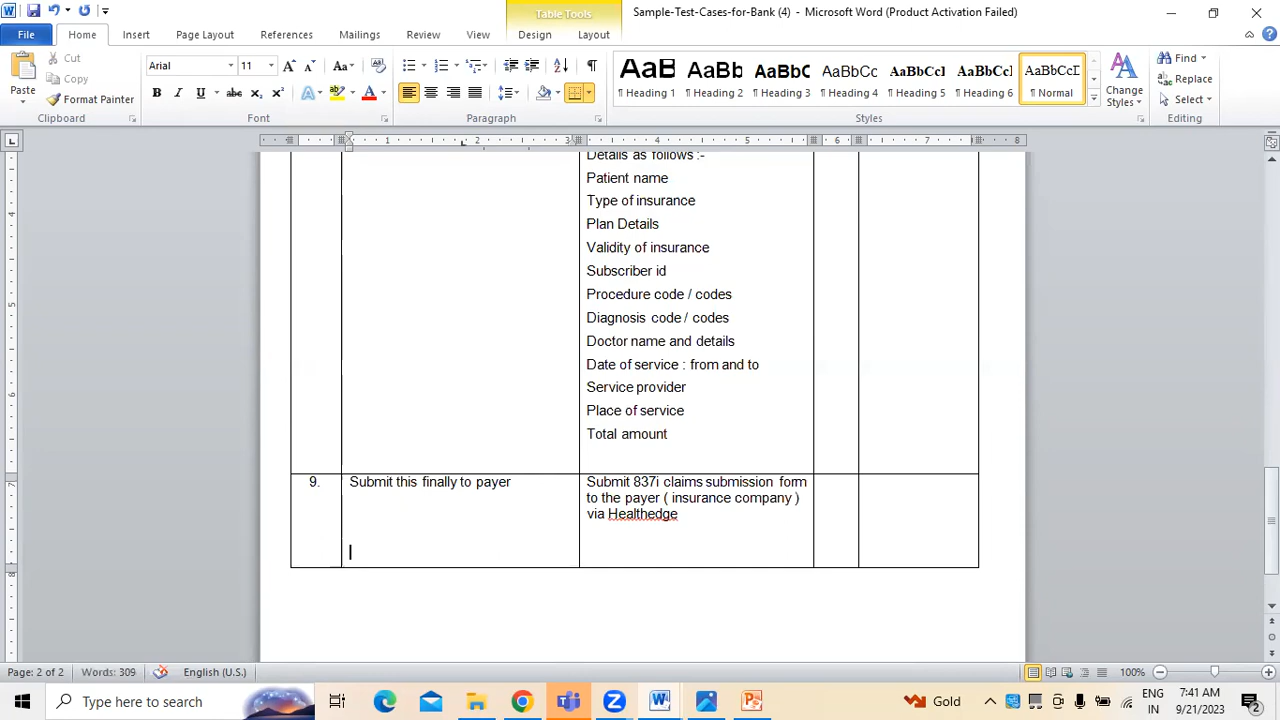 Table Tools
Sample-Test-Cases-for-Bank (4) - Microsoft Word (Product Activation Failed)
File Home Insert Page Layout References Mailings Review View Design Layout
Paste
Cut
Copy
Format Painter
Clipboard
Arial 11
Font
Paragraph
AaB AaBb AaBbC AaBbCc AaBbCcI AaBbCc AaBbCcD
¶ Heading 1 ¶ Heading 2 ¶ Heading 3 ¶ Heading 4 ¶ Heading 5 ¶ Heading 6 ¶ Normal
Styles
Change
Styles
Find
Replace
Select
Editing
Details as follows :-
Patient name
Type of insurance
Plan Details
Validity of insurance
Subscriber id
Procedure code / codes
Diagnosis code / codes
Doctor name and details
Date of service : from and to
Service provider
Place of service
Total amount
9. Submit this finally to payer
Submit 837i claims submission form
to the payer ( insurance company )
via Healthedge
Page: 2 of 2 Words: 309 English (U.S.) 100%
Type here to search
Gold
ENG
IN
7:41 AM
9/21/2023
2